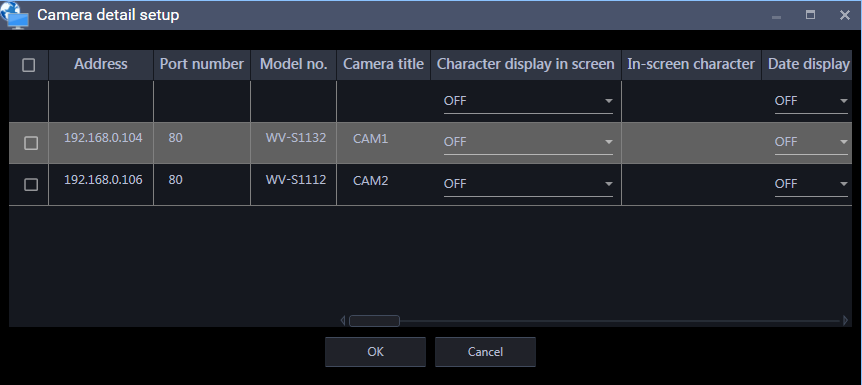 Camera detail setup
Address Port number Model no. Camera title Character display in screen In-screen character Date display
OFF OFF
192.168.0.104 80 WV-S1132 CAM1 OFF OFF
192.168.0.106 80 WV-S1112 CAM2 OFF OFF
OK Cancel